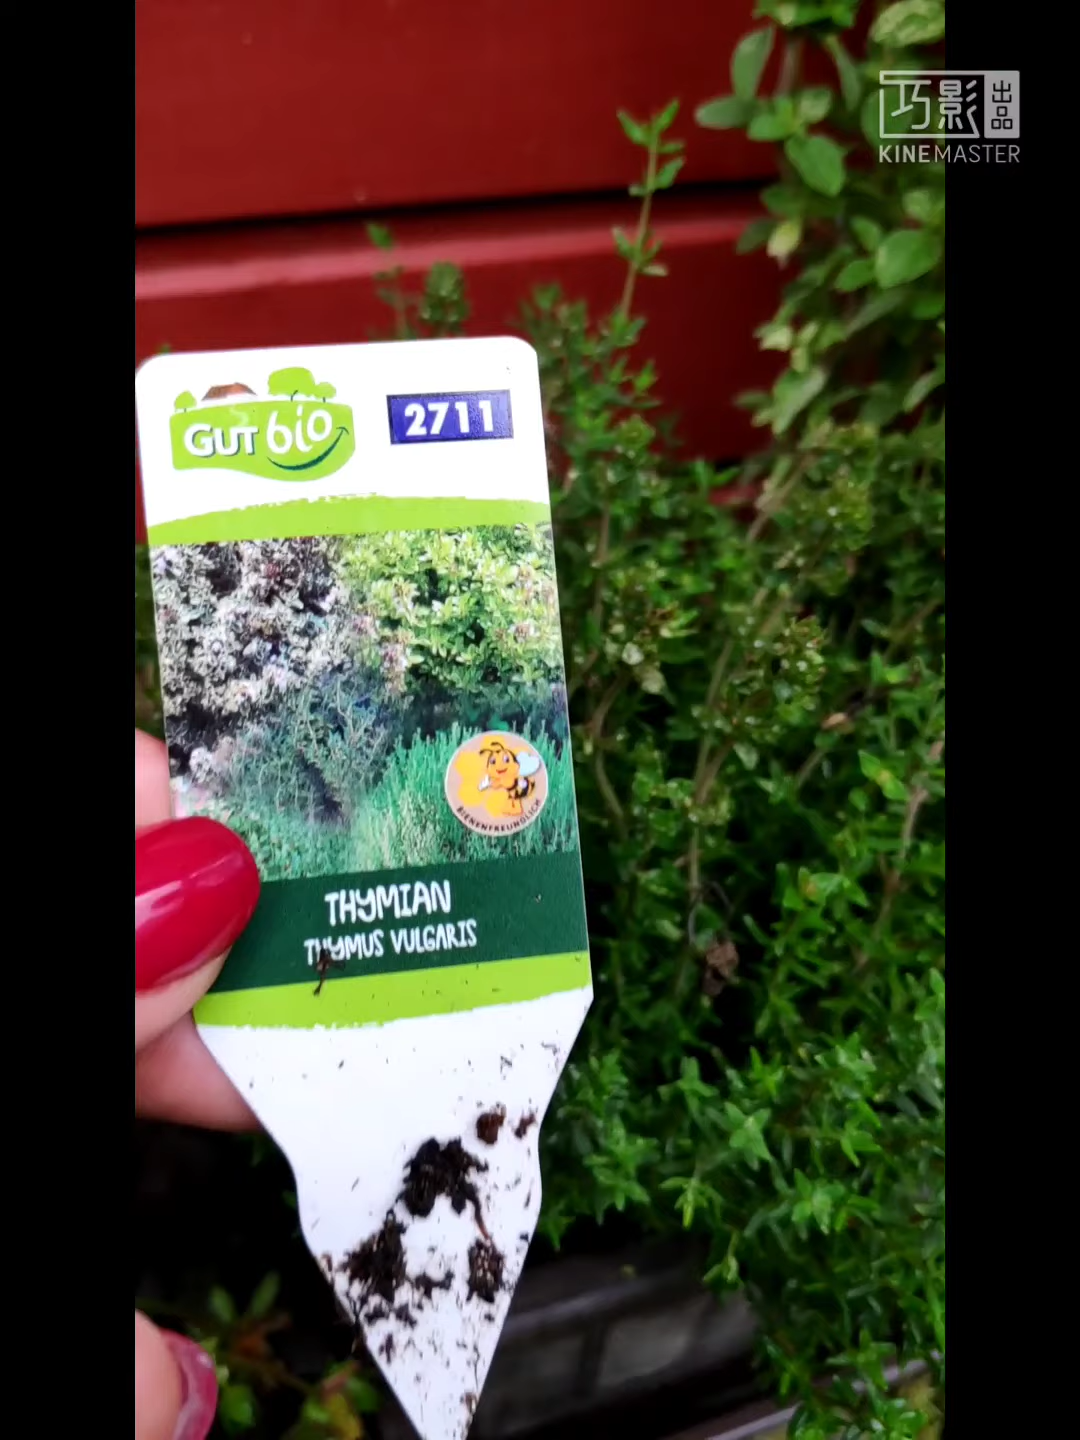 巧影出品
KINEMASTER
GUT bio
2711
BIENENFREUNDLICH
THYMIAN
THYMUS VULGARIS